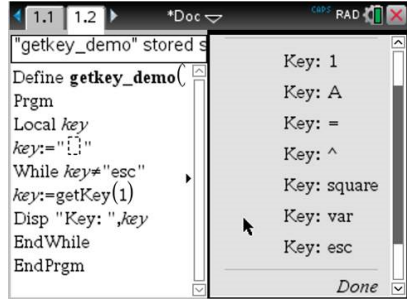 1.1 1.2 *Doc CAPS RAD
"getkey_demo" stored s
Define getkey_demo(
Prgm
Local key
key:="⬚"
While key≠"esc"
key:=getKey(1)
Disp "Key: ",key
EndWhile
EndPrgm
Key: 1
Key: A
Key: =
Key: ^
Key: square
Key: var
Key: esc
Done